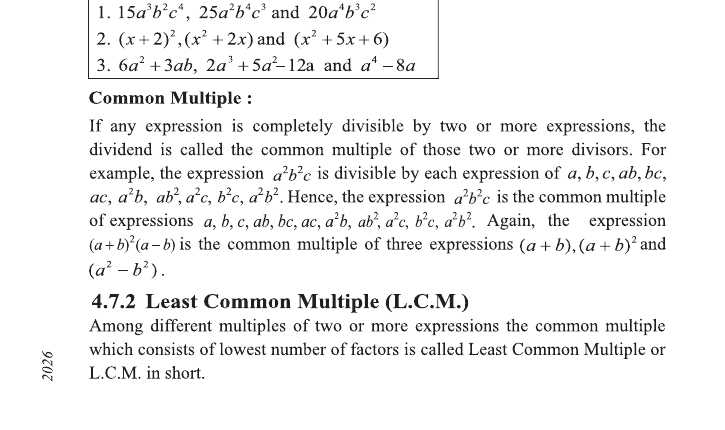 1. 15a³b²c⁴, 25a²b⁴c³ and 20a⁴b³c²
2. (x + 2)², (x² + 2x) and (x² + 5x + 6)
3. 6a² + 3ab, 2a³ + 5a² – 12a and a⁴ – 8a
Common Multiple :
If any expression is completely divisible by two or more expressions, the
dividend is called the common multiple of those two or more divisors. For
example, the expression a²b²c is divisible by each expression of a, b, c, ab, bc,
ac, a²b, ab², a²c, b²c, a²b². Hence, the expression a²b²c is the common multiple
of expressions a, b, c, ab, bc, ac, a²b, ab², a²c, b²c, a²b². Again, the expression
(a+b)²(a–b) is the common multiple of three expressions (a + b), (a + b)² and
(a² – b²).
4.7.2 Least Common Multiple (L.C.M.)
Among different multiples of two or more expressions the common multiple
which consists of lowest number of factors is called Least Common Multiple or
L.C.M. in short.
2026